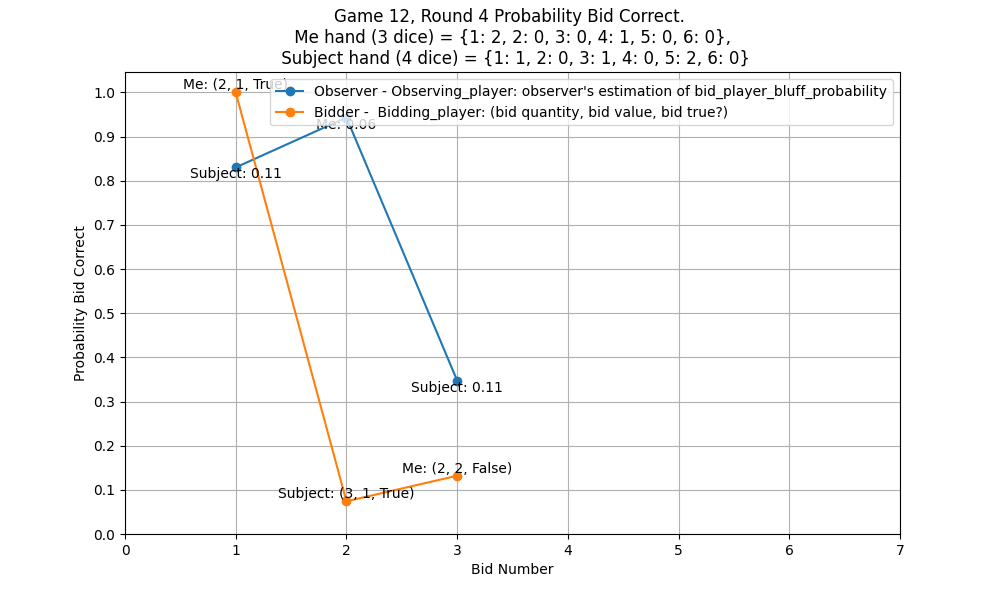 Game 12, Round 4 Probability Bid Correct.
Me hand (3 dice) = {1: 2, 2: 0, 3: 0, 4: 1, 5: 0, 6: 0},
Subject hand (4 dice) = {1: 1, 2: 0, 3: 1, 4: 0, 5: 2, 6: 0}
Me: (2, 1, True)
Observer - Observing_player: observer's estimation of bid_player_bluff_probability
Bidder -  Bidding_player: (bid quantity, bid value, bid true?)
Me: 0.06
Subject: 0.11
Subject: 0.11
Me: (2, 2, False)
Subject: (3, 1, True)
Probability Bid Correct
1.0
0.9
0.8
0.7
0.6
0.5
0.4
0.3
0.2
0.1
0.0
0 1 2 3 4 5 6 7
Bid Number